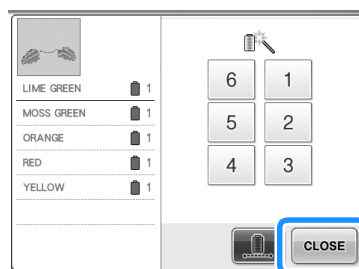 LIME GREEN 1
MOSS GREEN 1
ORANGE 1
RED 1
YELLOW 1
6 1
5 2
4 3
CLOSE